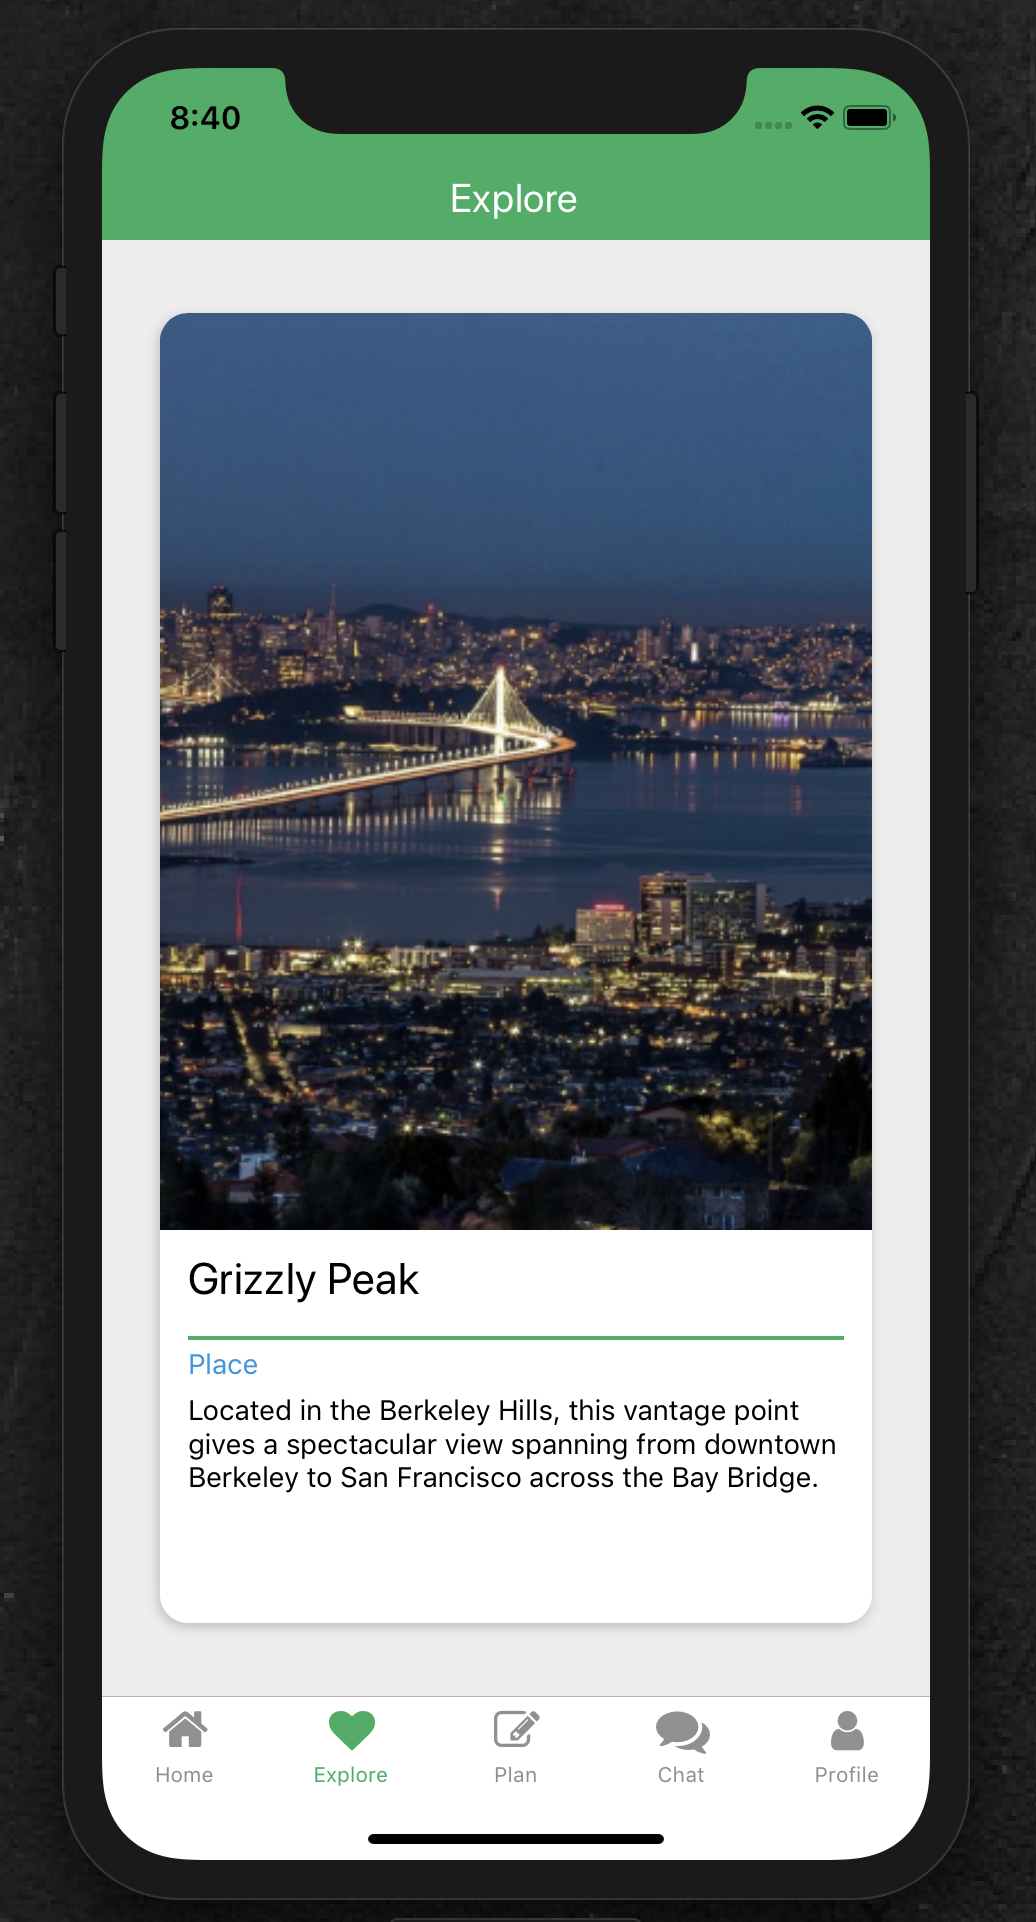 8:40
Explore
Grizzly Peak
Place
Located in the Berkeley Hills, this vantage point
gives a spectacular view spanning from downtown
Berkeley to San Francisco across the Bay Bridge.
Home
Explore
Plan
Chat
Profile